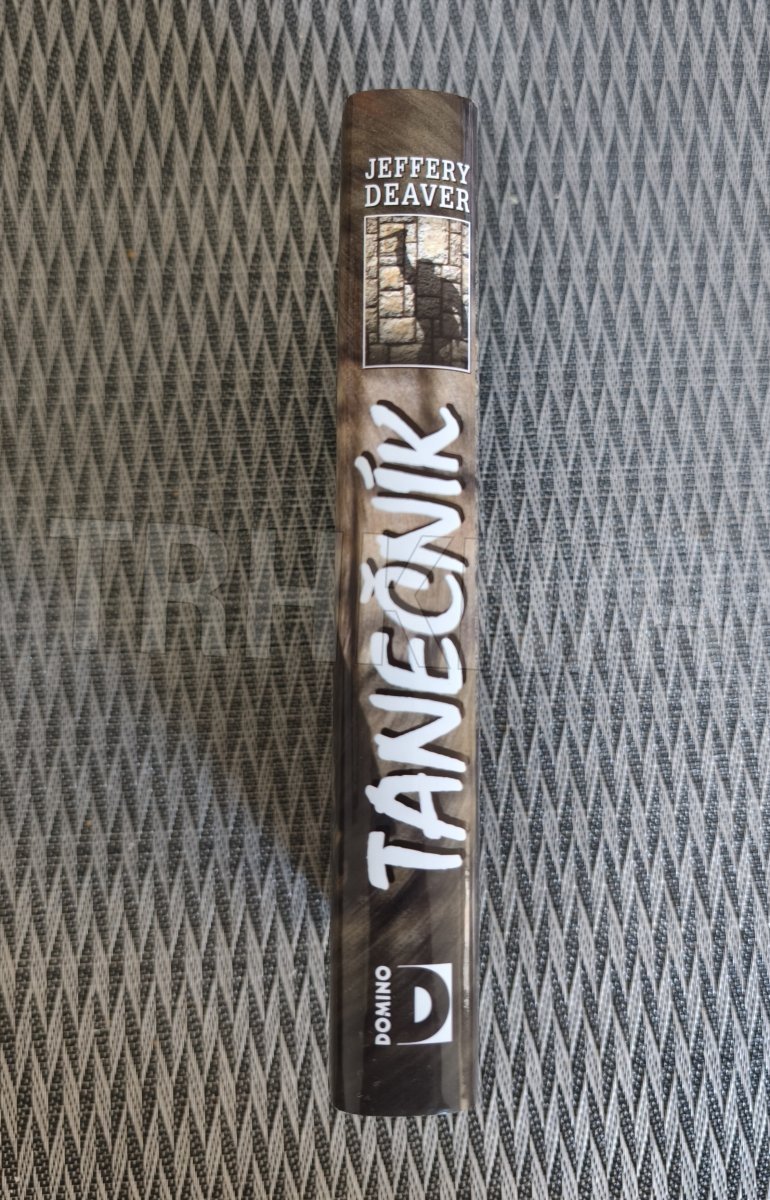 JEFFERY
DEAVER
TANEČNÍK
DOMINO